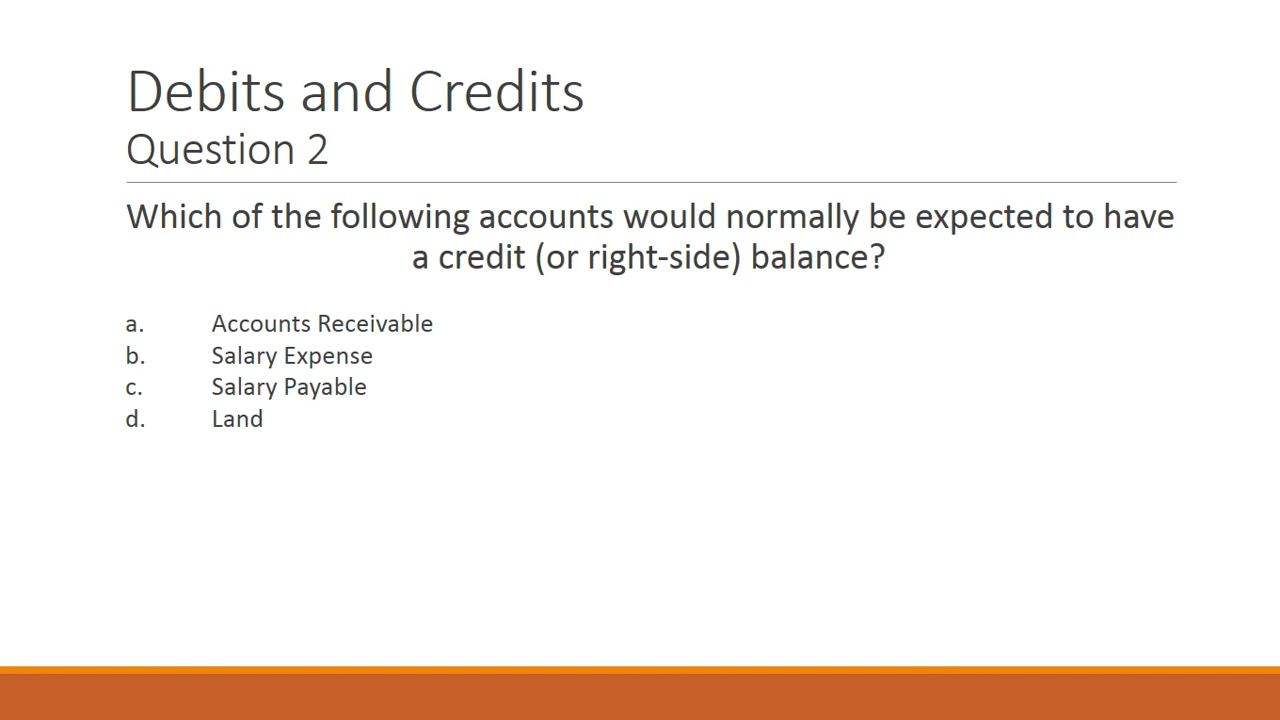 Debits and Credits
Question 2
Which of the following accounts would normally be expected to have
a credit (or right-side) balance?
a. Accounts Receivable
b. Salary Expense
c. Salary Payable
d. Land